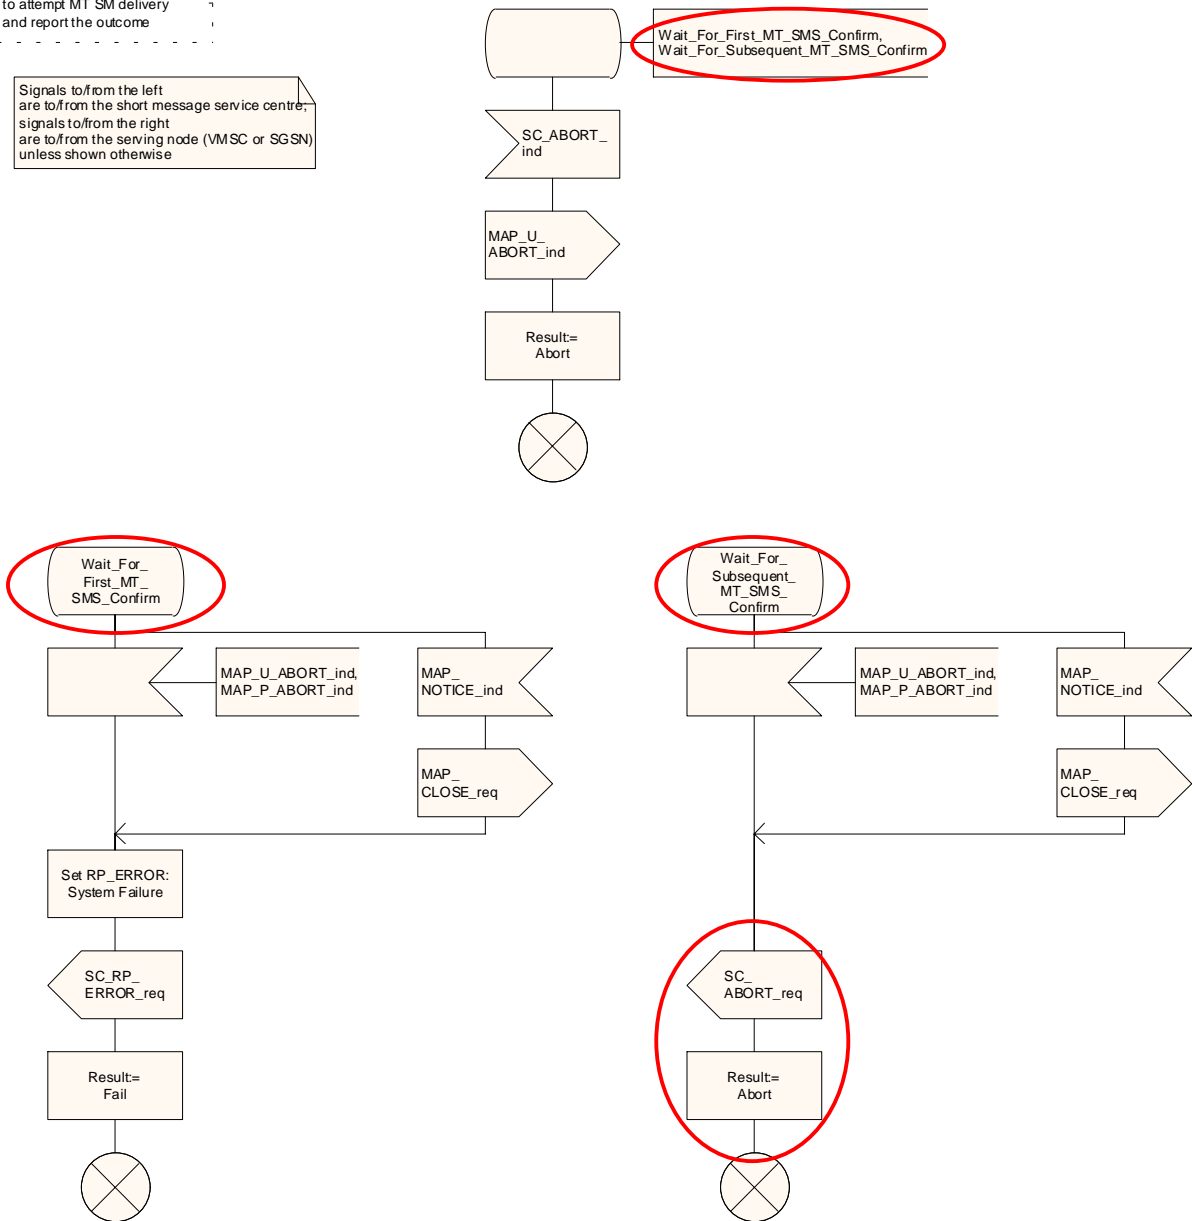 to attempt MT SM delivery
and report the outcome
Signals to/from the left
are to/from the short message service centre;
signals to/from the right
are to/from the serving node (VMSC or SGSN)
unless shown otherwise
Wait_For_First_MT_SMS_Confirm,
Wait_For_Subsequent_MT_SMS_Confirm
SC_ABORT_
ind
MAP_U_
ABORT_ind
Result:=
Abort
Wait_For_
First_MT_
SMS_Confirm
MAP_U_ABORT_ind,
MAP_P_ABORT_ind
MAP_
NOTICE_ind
MAP_
CLOSE_req
Set RP_ERROR:
System Failure
SC_RP_
ERROR_req
Result:=
Fail
Wait_For_
Subsequent_
MT_SMS_
Confirm
MAP_U_ABORT_ind,
MAP_P_ABORT_ind
MAP_
NOTICE_ind
MAP_
CLOSE_req
SC_
ABORT_req
Result:=
Abort